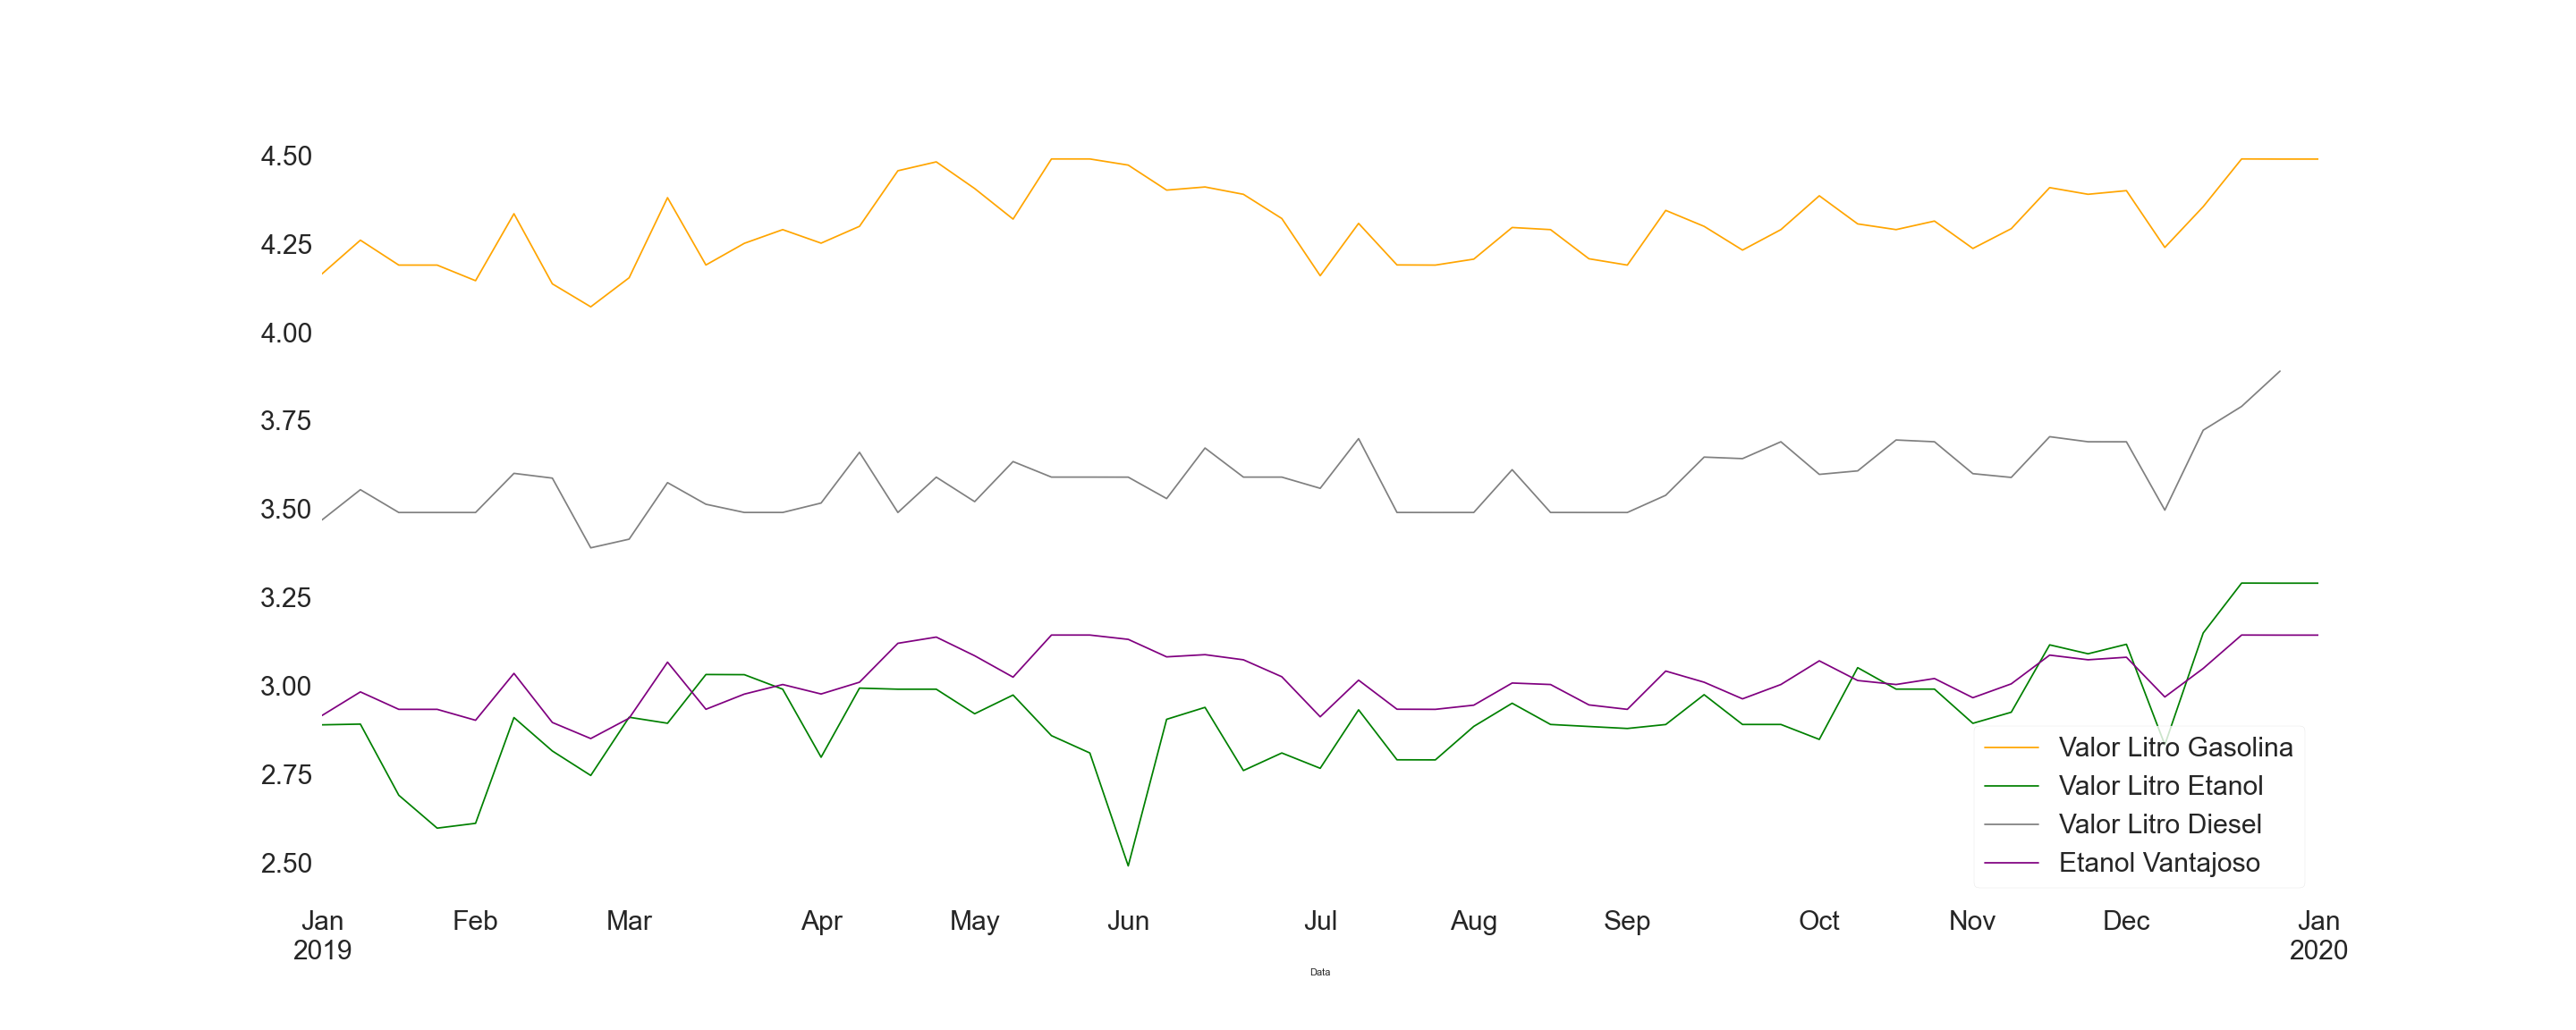 4.50
4.25
4.00
3.75
3.50
3.25
3.00
2.75
2.50
Jan Feb Mar Apr May Jun Jul Aug Sep Oct Nov Dec Jan
2019 2020
Data
Valor Litro Gasolina
Valor Litro Etanol
Valor Litro Diesel
Etanol Vantajoso